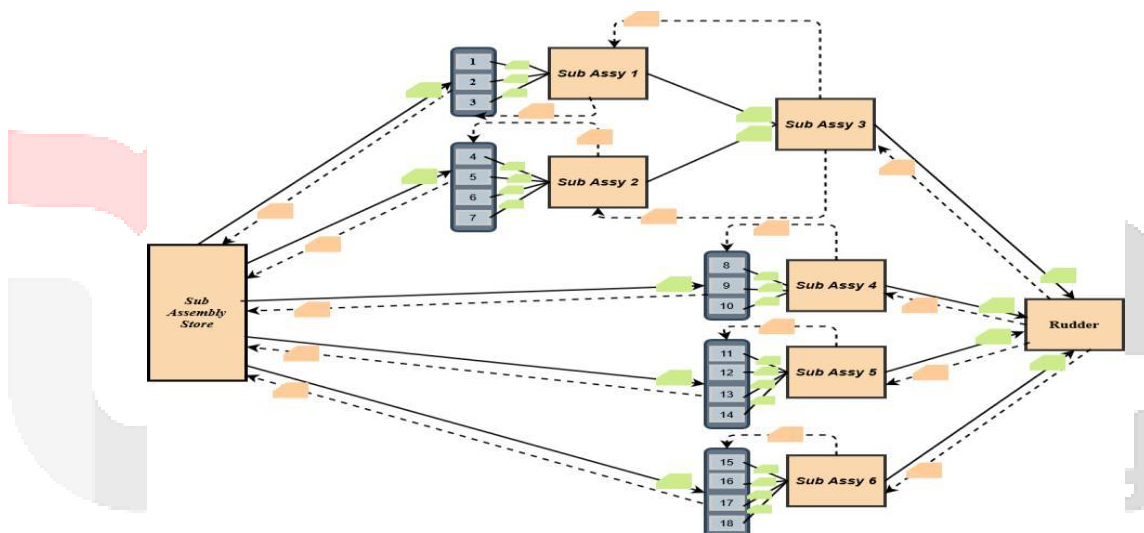 1
2
3
Sub Assy 1
Sub Assy 3
4
5
6
7
Sub Assy 2
Sub
Assembly
Store
8
9
10
Sub Assy 4
Rudder
11
12
13
14
Sub Assy 5
15
16
17
18
Sub Assy 6